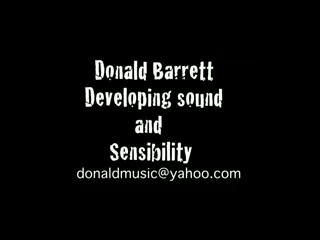 Donald Barrett
Developing sound
and
Sensibility
donaldmusic@yahoo.com